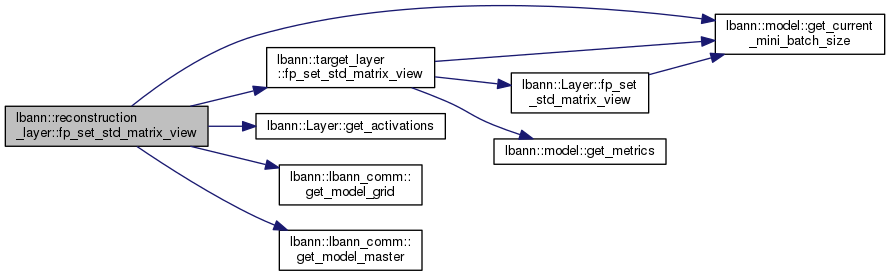 lbann::reconstruction
_layer::fp_set_std_matrix_view
lbann::target_layer
::fp_set_std_matrix_view
lbann::Layer::get_activations
lbann::lbann_comm::
get_model_grid
lbann::lbann_comm::
get_model_master
lbann::Layer::fp_set
_std_matrix_view
lbann::model::get_metrics
lbann::model::get_current
_mini_batch_size